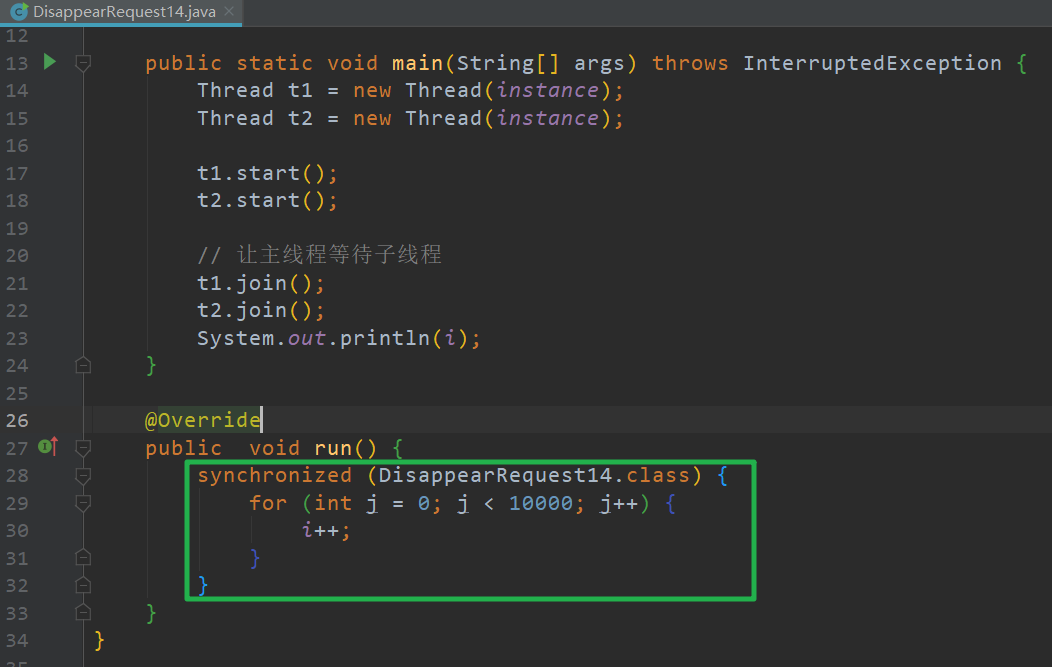 DisappearRequest14.java
12
13 public static void main(String[] args) throws InterruptedException {
14 Thread t1 = new Thread(instance);
15 Thread t2 = new Thread(instance);
16
17 t1.start();
18 t2.start();
19
20 // 让主线程等待子线程
21 t1.join();
22 t2.join();
23 System.out.println(i);
24 }
25
26 @Override
27 public  void run() {
28 synchronized (DisappearRequest14.class) {
29 for (int j = 0; j < 10000; j++) {
30 i++;
31 }
32 }
33 }
34 }